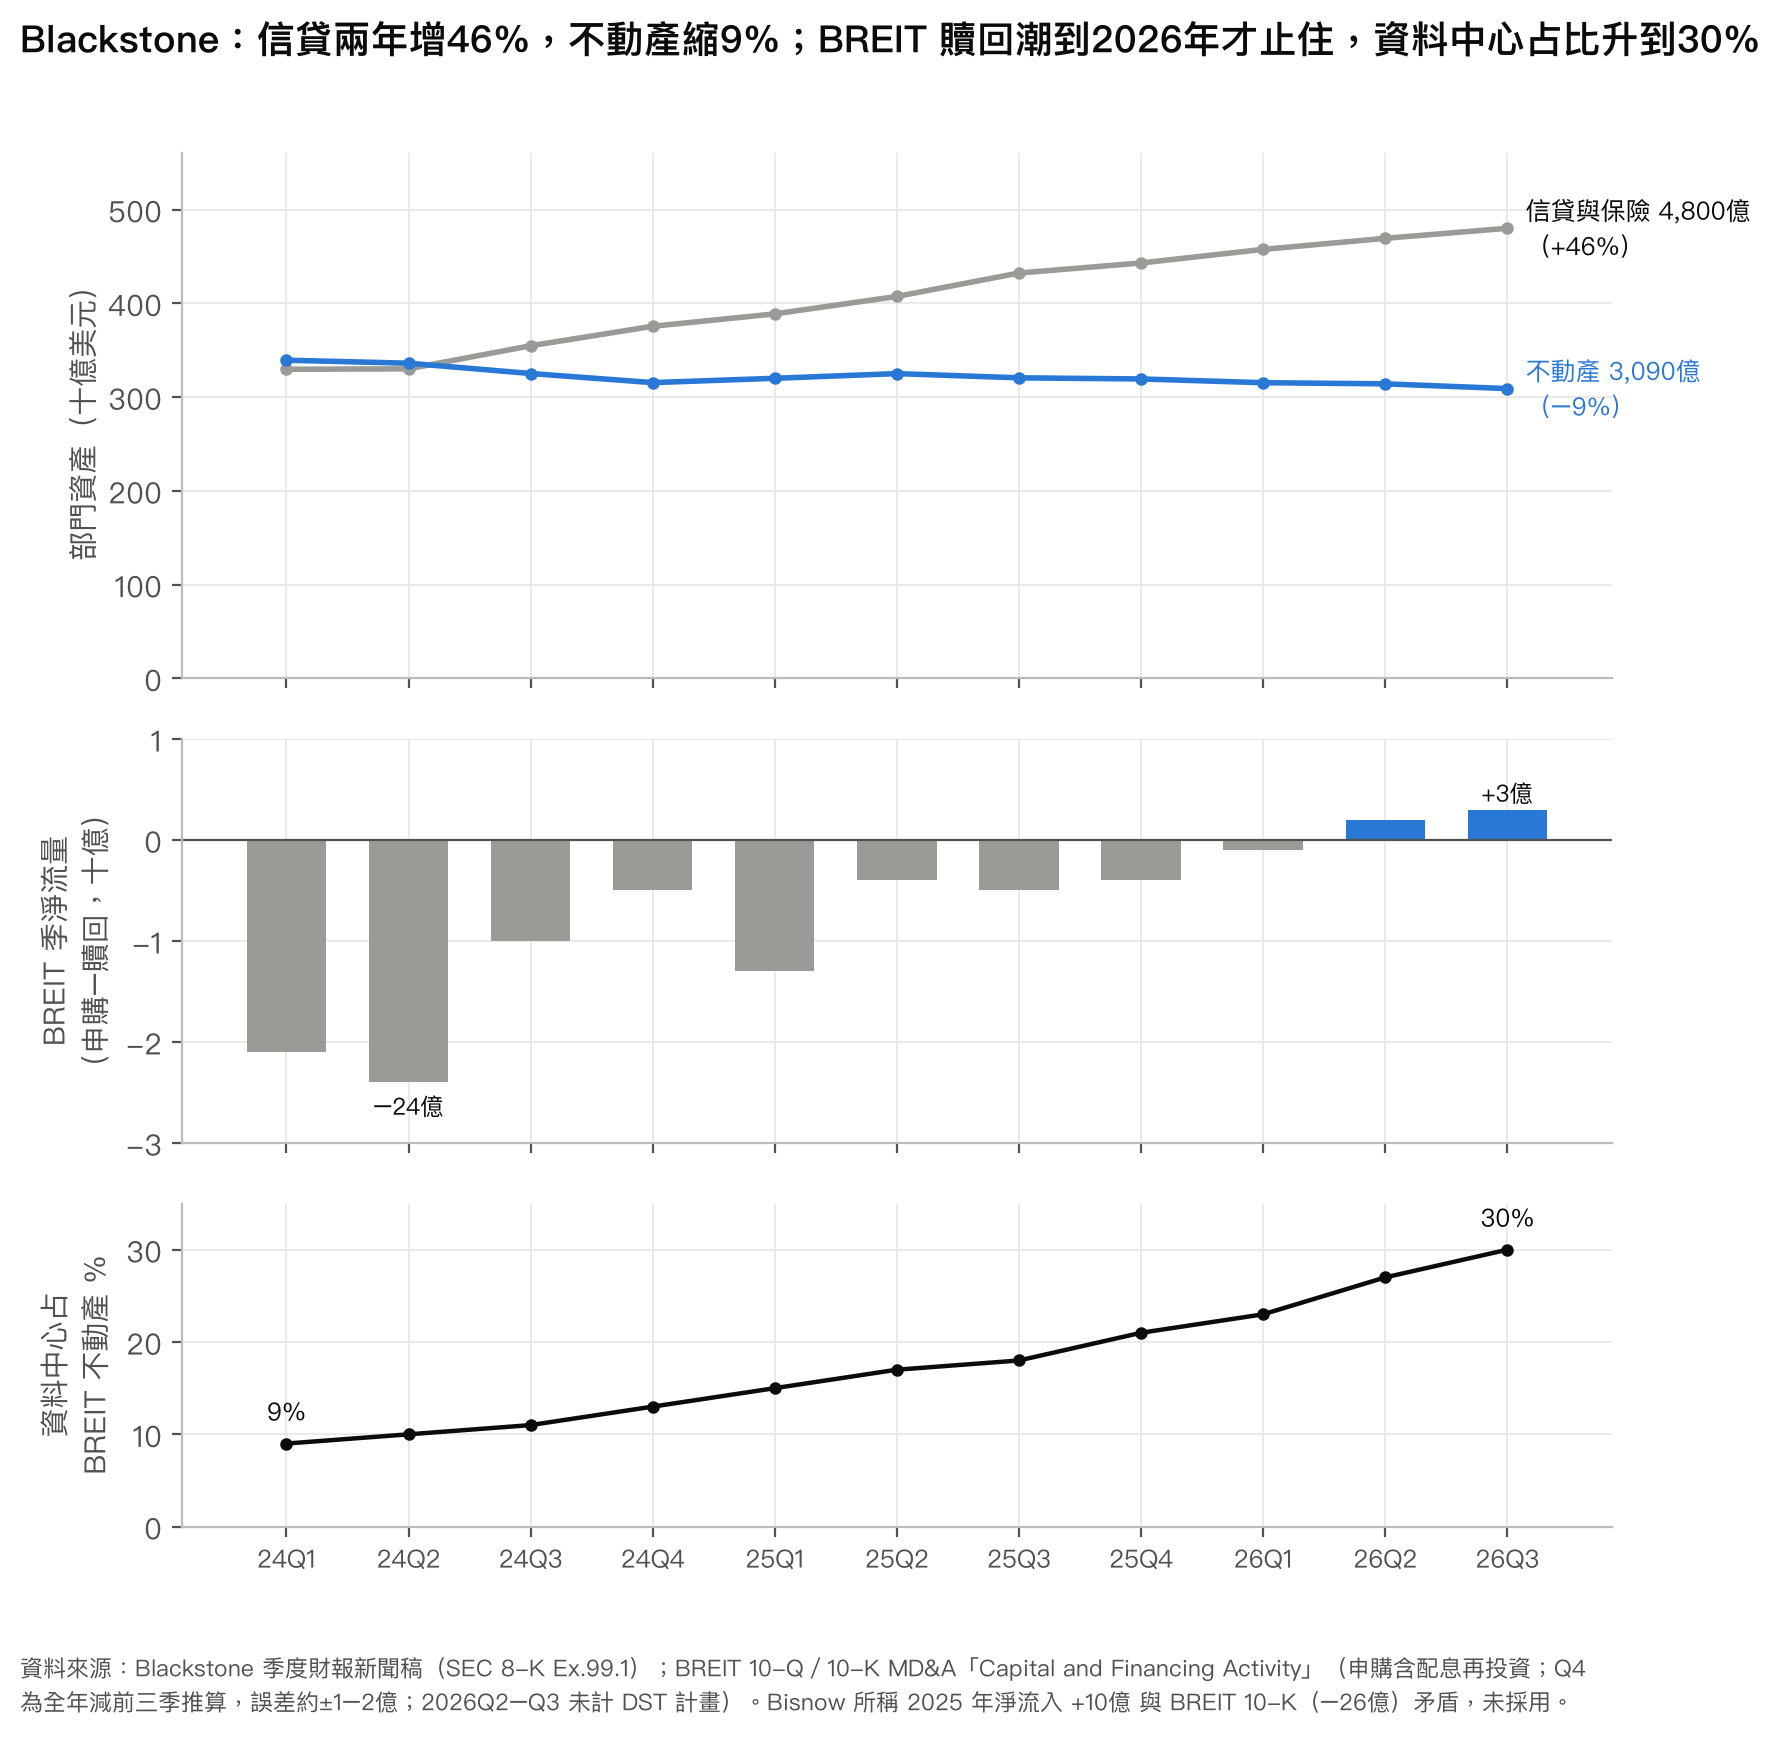 Blackstone：信貸兩年增46%，不動產縮9%；BREIT 贖回潮到2026年才止住，資料中心占比升到30%
部門資產（十億美元）
500
400
300
200
100
0
信貸與保險 4,800億
（+46%）
不動產 3,090億
（−9%）
BREIT 季淨流量
（申購−贖回，十億）
1
0
−1
−2
−3
−24億
+3億
資料中心占
BREIT 不動產 %
30
20
10
0
9%
30%
24Q1
24Q2
24Q3
24Q4
25Q1
25Q2
25Q3
25Q4
26Q1
26Q2
26Q3
資料來源：Blackstone 季度財報新聞稿（SEC 8-K Ex.99.1）；BREIT 10-Q / 10-K MD&A「Capital and Financing Activity」（申購含配息再投資；Q4
為全年減前三季推算，誤差約±1–2億；2026Q2–Q3 未計 DST 計畫）。Bisnow 所稱 2025 年淨流入 +10億 與 BREIT 10-K（−26億）矛盾，未採用。